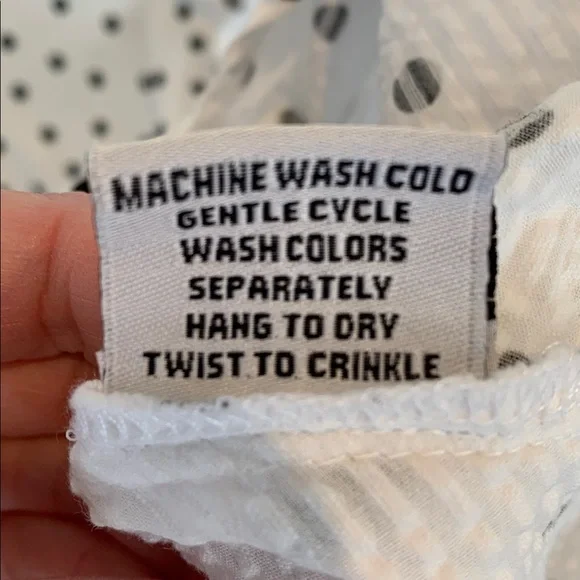 MACHINE WASH COLD
GENTLE CYCLE
WASH COLORS
SEPARATELY
HANG TO DRY
TWIST TO CRINKLE